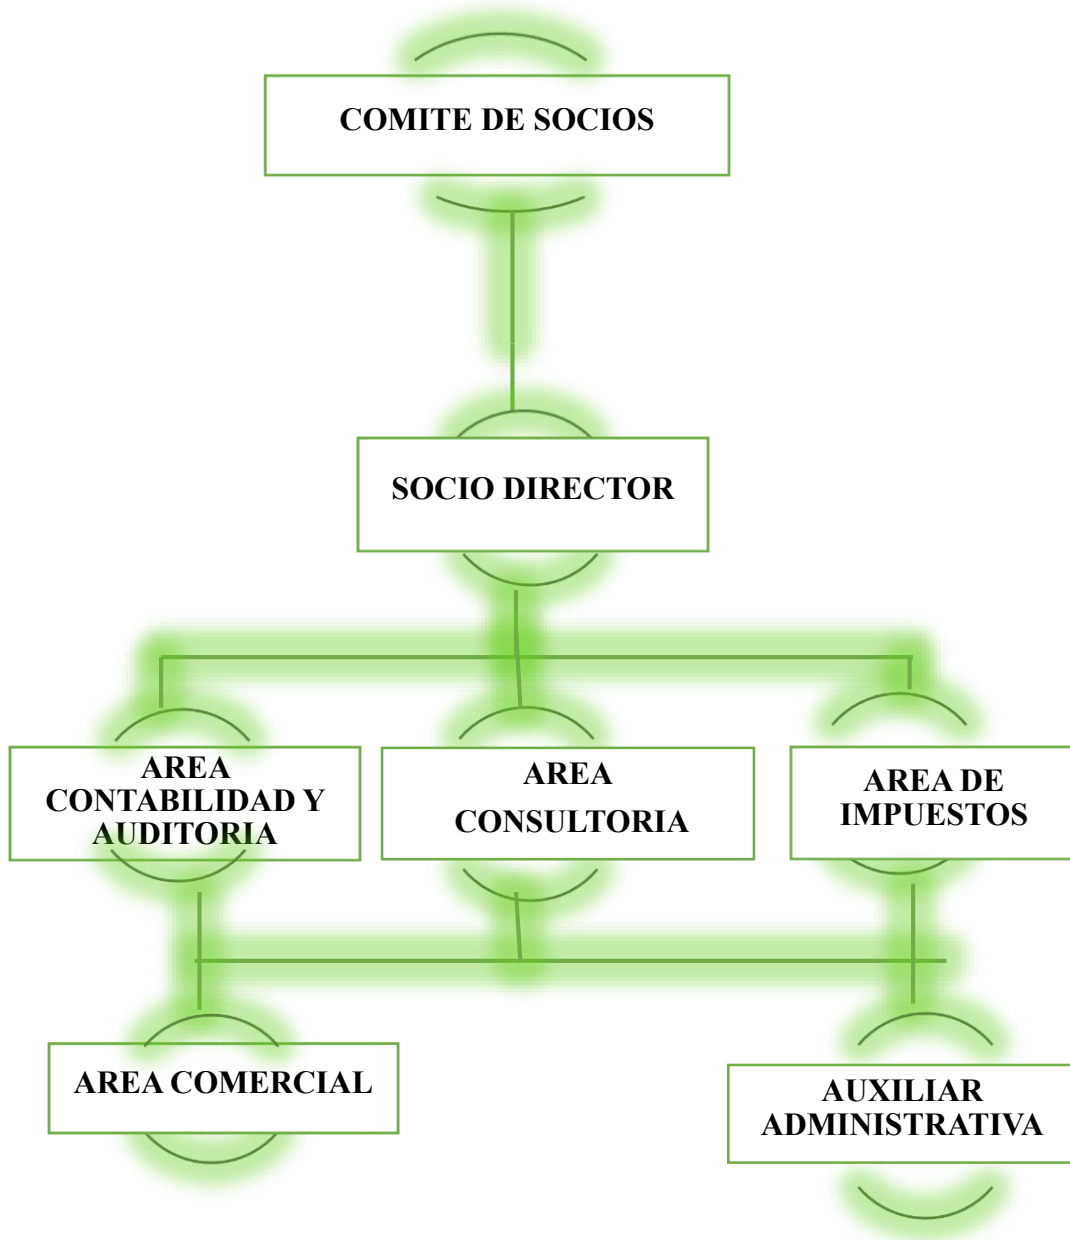 COMITE DE SOCIOS
SOCIO DIRECTOR
AREA
CONTABILIDAD Y
AUDITORIA
AREA
CONSULTORIA
AREA DE
IMPUESTOS
AREA COMERCIAL
AUXILIAR
ADMINISTRATIVA